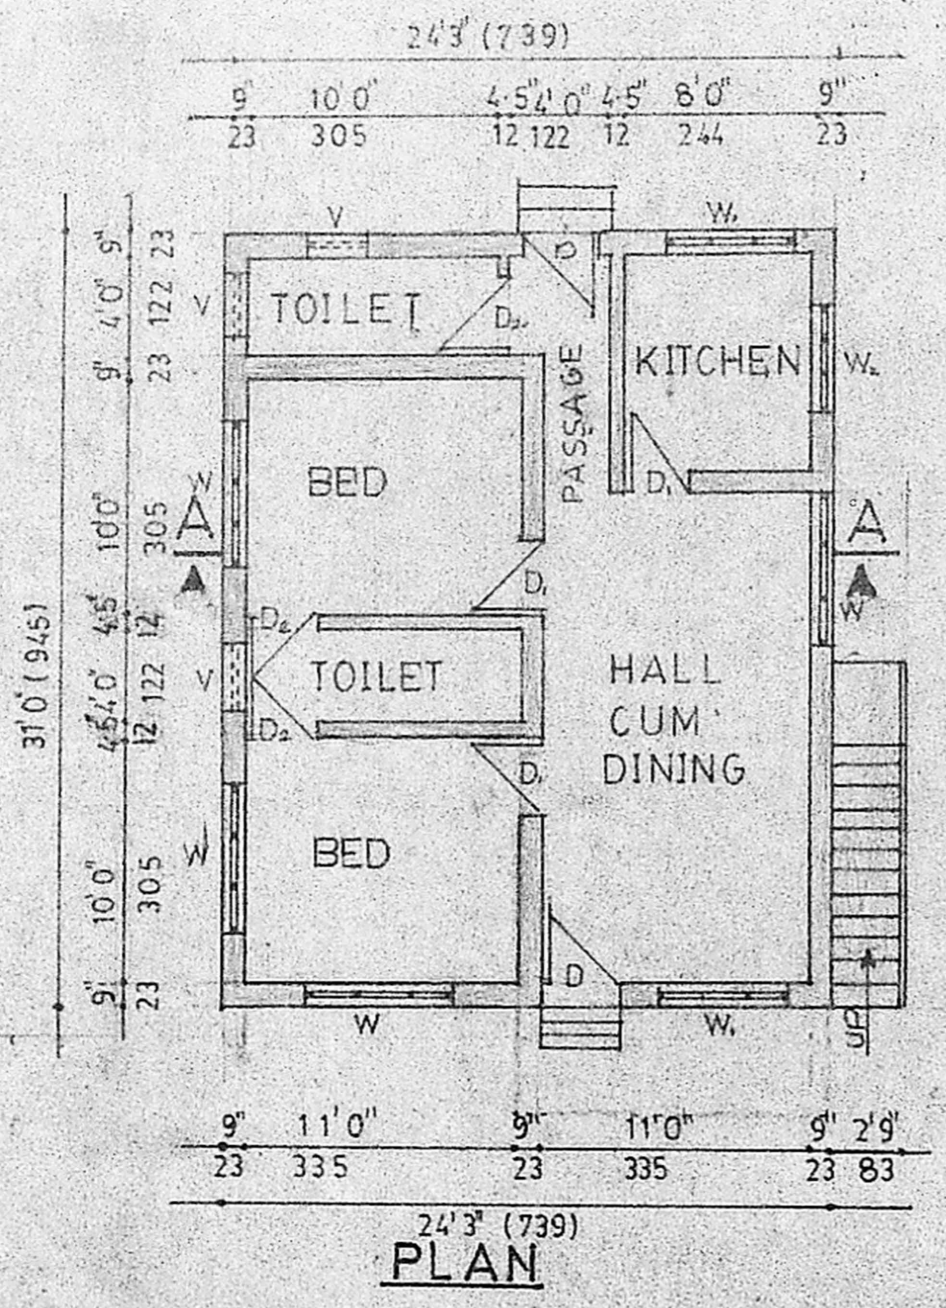 24'3" (739)
9" 10'0" 4.5" 4'0" 4.5" 8'0" 9"
23 305 12 122 12 244 23
V W₁
9" 23
D
V 4'0" 122 TOILET D₂
9" 23 PASSAGE KITCHEN W₂
BED D₁
W
A A
10'0" 305
D₁ W
31'0" (945)
4.5" 12 D₂
V 4'0" 122 TOILET HALL
CUM
4.5" 12 D₂ DINING
D₁
W BED
10'0" 305
D
9" 23
W W₁ UP
9" 11'0" 9" 11'0" 9" 2'9"
23 335 23 335 23 83
24'3" (739)
PLAN